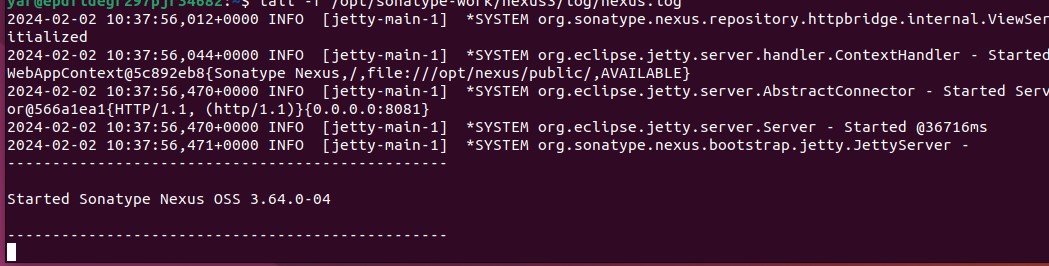 $ tail -f /opt/sonatype-work/nexus3/log/nexus.log
2024-02-02 10:37:56,012+0000 INFO  [jetty-main-1]  *SYSTEM org.sonatype.nexus.repository.httpbridge.internal.ViewSer
itialized
2024-02-02 10:37:56,044+0000 INFO  [jetty-main-1]  *SYSTEM org.eclipse.jetty.server.handler.ContextHandler - Started
WebAppContext@5c892eb8{Sonatype Nexus,/,file:///opt/nexus/public/,AVAILABLE}
2024-02-02 10:37:56,470+0000 INFO  [jetty-main-1]  *SYSTEM org.eclipse.jetty.server.AbstractConnector - Started Serv
or@566a1ea1{HTTP/1.1, (http/1.1)}{0.0.0.0:8081}
2024-02-02 10:37:56,470+0000 INFO  [jetty-main-1]  *SYSTEM org.eclipse.jetty.server.Server - Started @36716ms
2024-02-02 10:37:56,471+0000 INFO  [jetty-main-1]  *SYSTEM org.sonatype.nexus.bootstrap.jetty.JettyServer -
-------------------------------------------------
Started Sonatype Nexus OSS 3.64.0-04
-------------------------------------------------